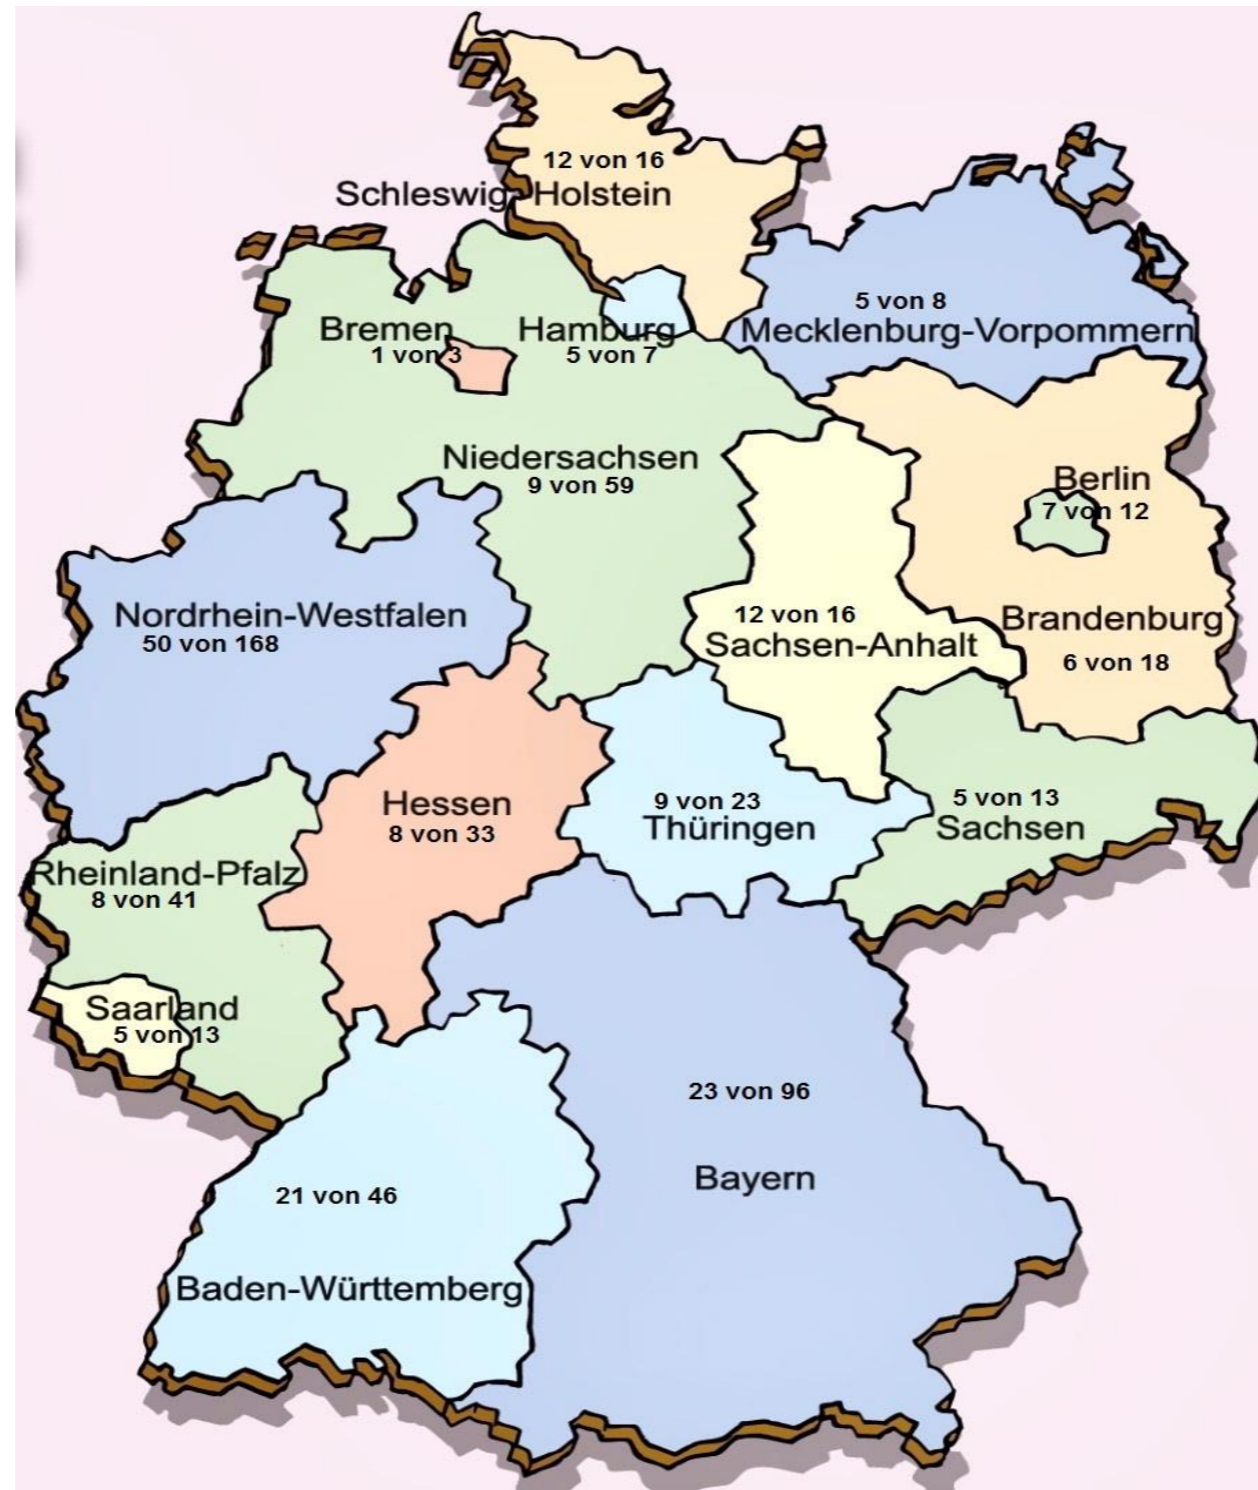 12 von 16
Schleswig-Holstein
5 von 8
Mecklenburg-Vorpommern
Bremen
1 von 3
Hamburg
5 von 7
Niedersachsen
9 von 59
Berlin
7 von 12
Nordrhein-Westfalen
50 von 168
12 von 16
Sachsen-Anhalt
Brandenburg
6 von 18
Hessen
8 von 33
9 von 23
Thüringen
5 von 13
Sachsen
Rheinland-Pfalz
8 von 41
Saarland
5 von 13
23 von 96
Bayern
21 von 46
Baden-Württemberg